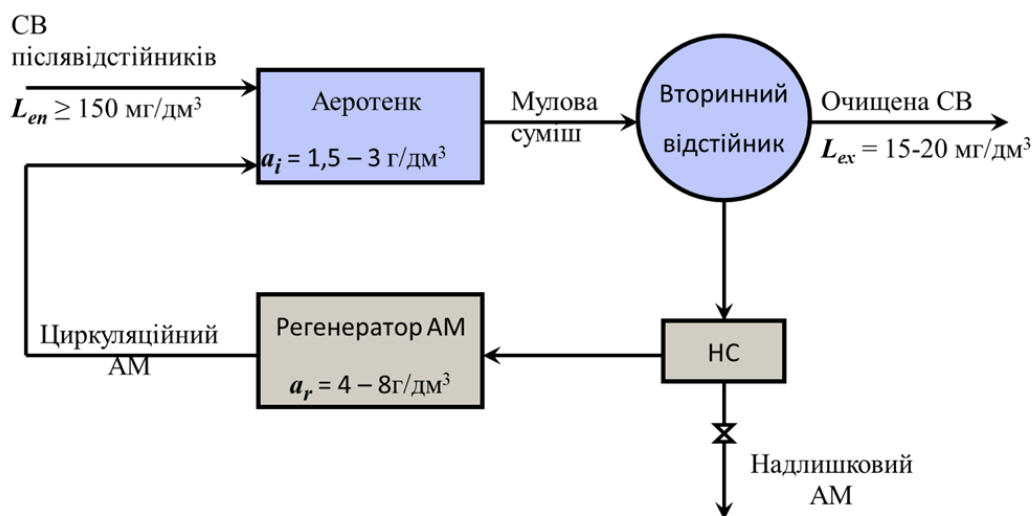 СВ
післявідстійників
L_en ≥ 150 мг/дм³
Аеротенк
a_i = 1,5 – 3 г/дм³
Мулова
суміш
Вторинний
відстійник
Очищена СВ
L_ex = 15-20 мг/дм³
Циркуляційний
АМ
Регенератор АМ
a_r = 4 – 8г/дм³
НС
Надлишковий
АМ